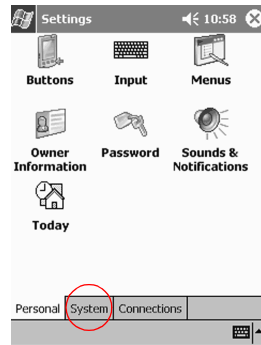 Settings 10:58
Buttons Input Menus
Owner Information Password Sounds & Notifications
Today
Personal System Connections